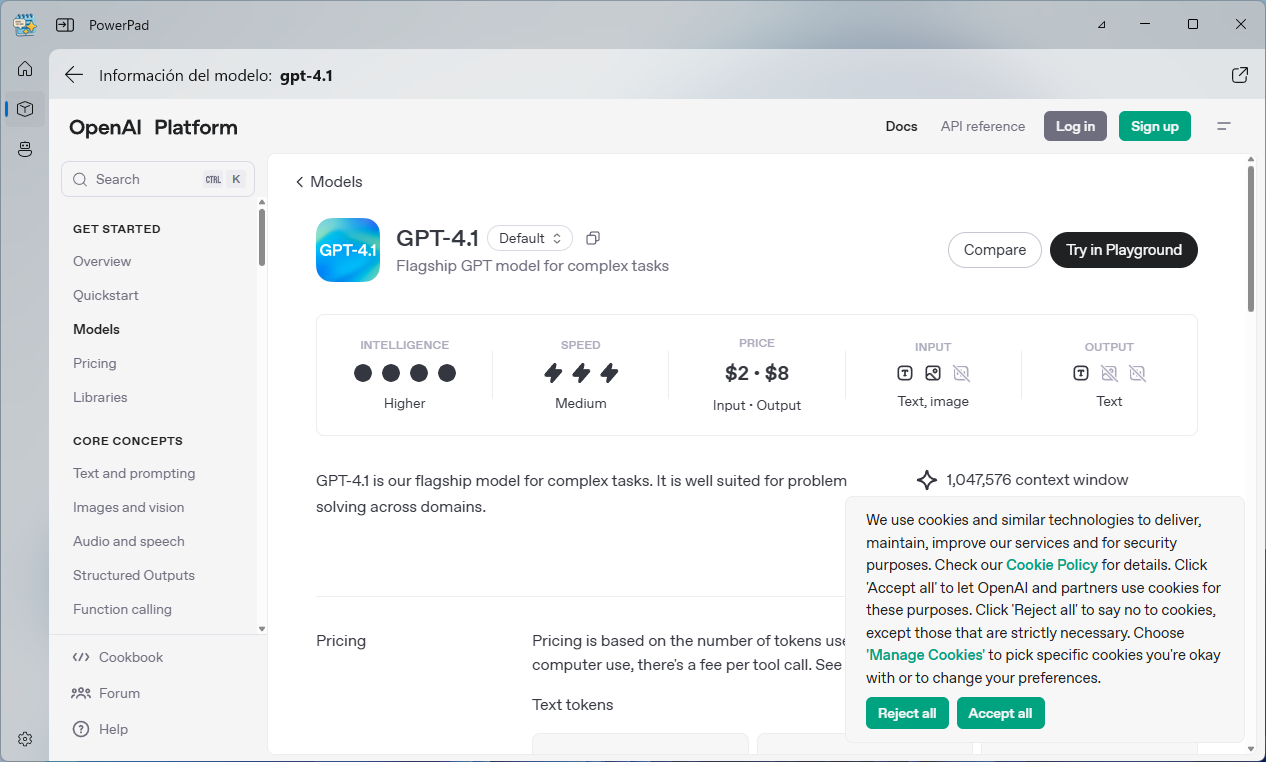 PowerPad
Información del modelo: gpt-4.1
OpenAI Platform
Docs
API reference
Log in
Sign up
Search
CTRL K
GET STARTED
Overview
Quickstart
Models
Pricing
Libraries
CORE CONCEPTS
Text and prompting
Images and vision
Audio and speech
Structured Outputs
Function calling
Cookbook
Forum
Help
Models
GPT-4.1
GPT-4.1
Default
Flagship GPT model for complex tasks
Compare
Try in Playground
INTELLIGENCE
Higher
SPEED
Medium
PRICE
$2 • $8
Input • Output
INPUT
Text, image
OUTPUT
Text
GPT-4.1 is our flagship model for complex tasks. It is well suited for problem
solving across domains.
1,047,576 context window
Pricing
Pricing is based on the number of tokens use
computer use, there's a fee per tool call. See
Text tokens
We use cookies and similar technologies to deliver,
maintain, improve our services and for security
purposes. Check our Cookie Policy for details. Click
'Accept all' to let OpenAI and partners use cookies for
these purposes. Click 'Reject all' to say no to cookies,
except those that are strictly necessary. Choose
'Manage Cookies' to pick specific cookies you're okay
with or to change your preferences.
Reject all
Accept all